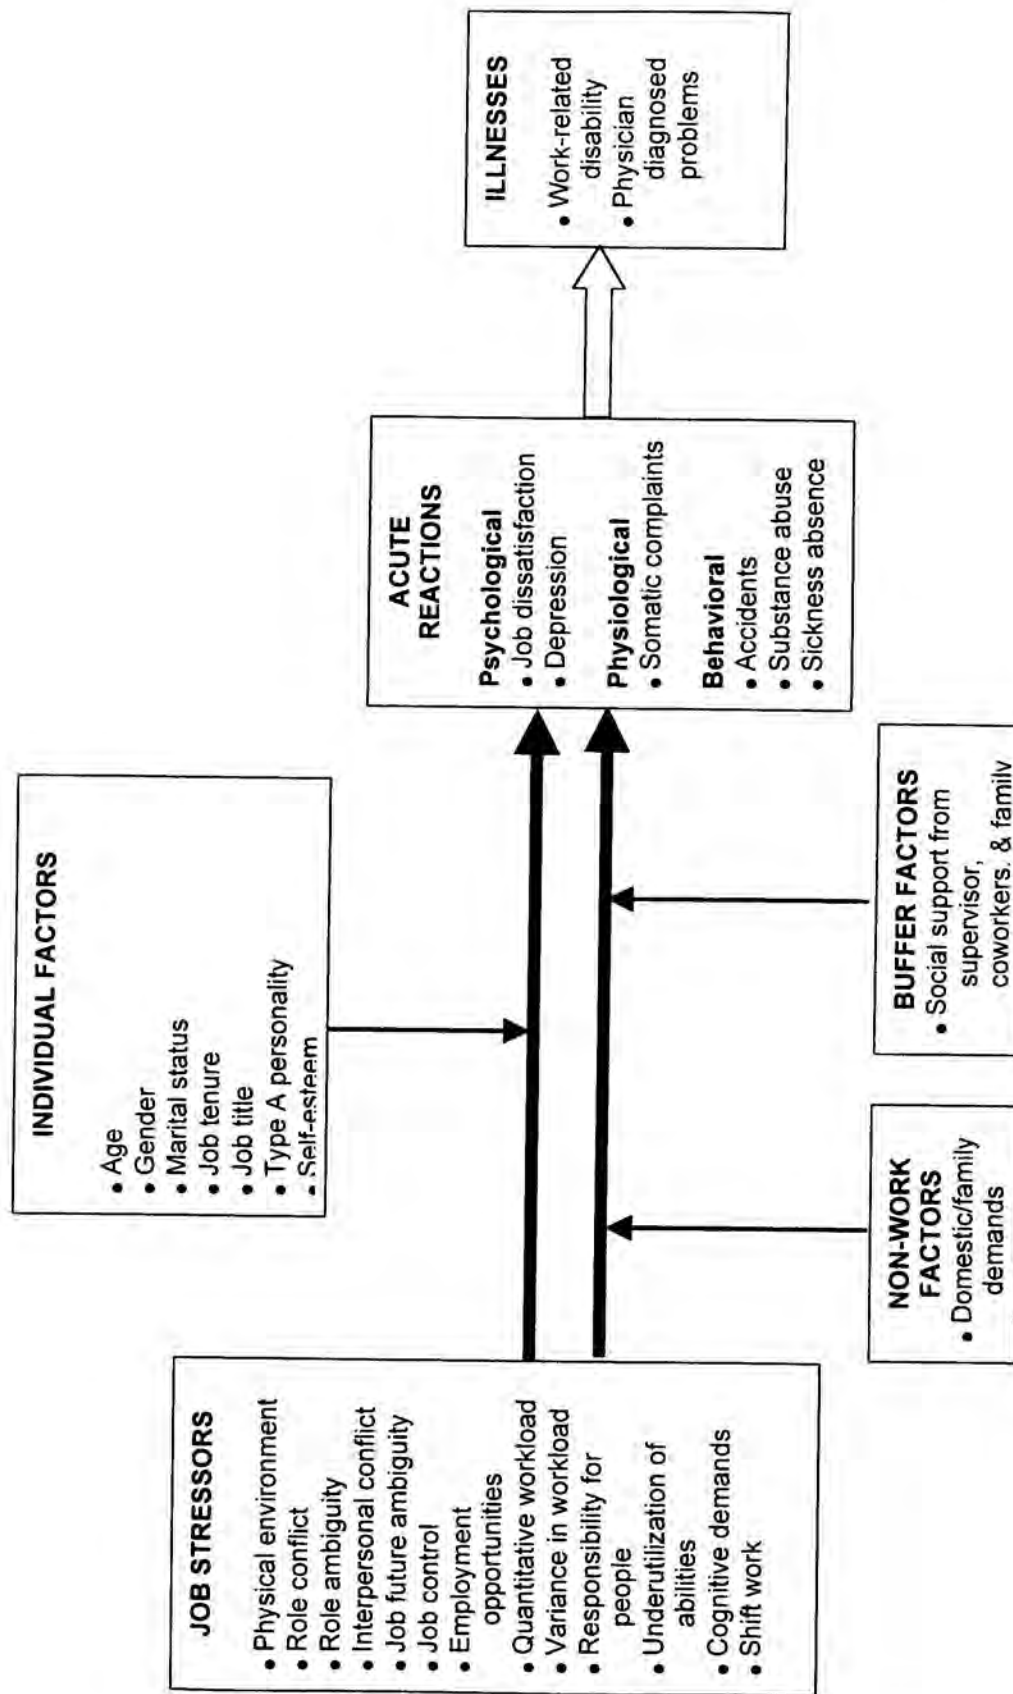 JOB STRESSORS
• Physical environment
• Role conflict
• Role ambiguity
• Interpersonal conflict
• Job future ambiguity
• Job control
• Employment
opportunities
• Quantitative workload
• Variance in workload
• Responsibility for
people
• Underutilization of
abilities
• Cognitive demands
• Shift work
INDIVIDUAL FACTORS
• Age
• Gender
• Marital status
• Job tenure
• Job title
• Type A personality
• Self-esteem
NON-WORK
FACTORS
• Domestic/family
demands
BUFFER FACTORS
• Social support from
supervisor,
coworkers. & family
ACUTE
REACTIONS
Psychological
• Job dissatisfaction
• Depression
Physiological
• Somatic complaints
Behavioral
• Accidents
• Substance abuse
• Sickness absence
ILLNESSES
• Work-related
disability
• Physician
diagnosed
problems